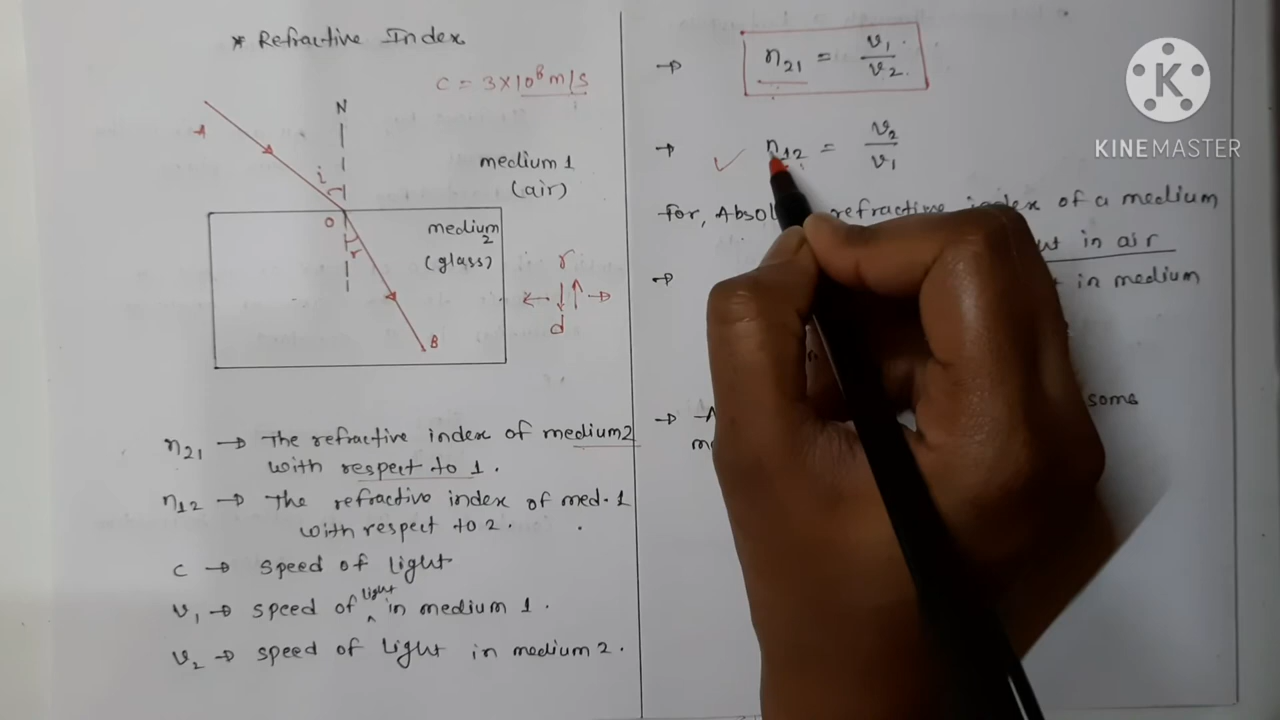 * Refractive Index
C = 3×10⁸ m/s
N
A
i
medium 1
(air)
O
r
medium
2
(glass)
r
d
B
n₂₁ → The refractive index of medium2
with respect to 1.
n₁₂ → The refractive index of med. 1
with respect to 2.
c → speed of light
v₁ → speed of light in medium 1.
v₂ → speed of light in medium 2.
→ n₂₁ = v₁/v₂
→ ✓ n₁₂ = v₂/v₁
For, refractive index of a medium
in air
→ in medium
→ some
K
KINEMASTER